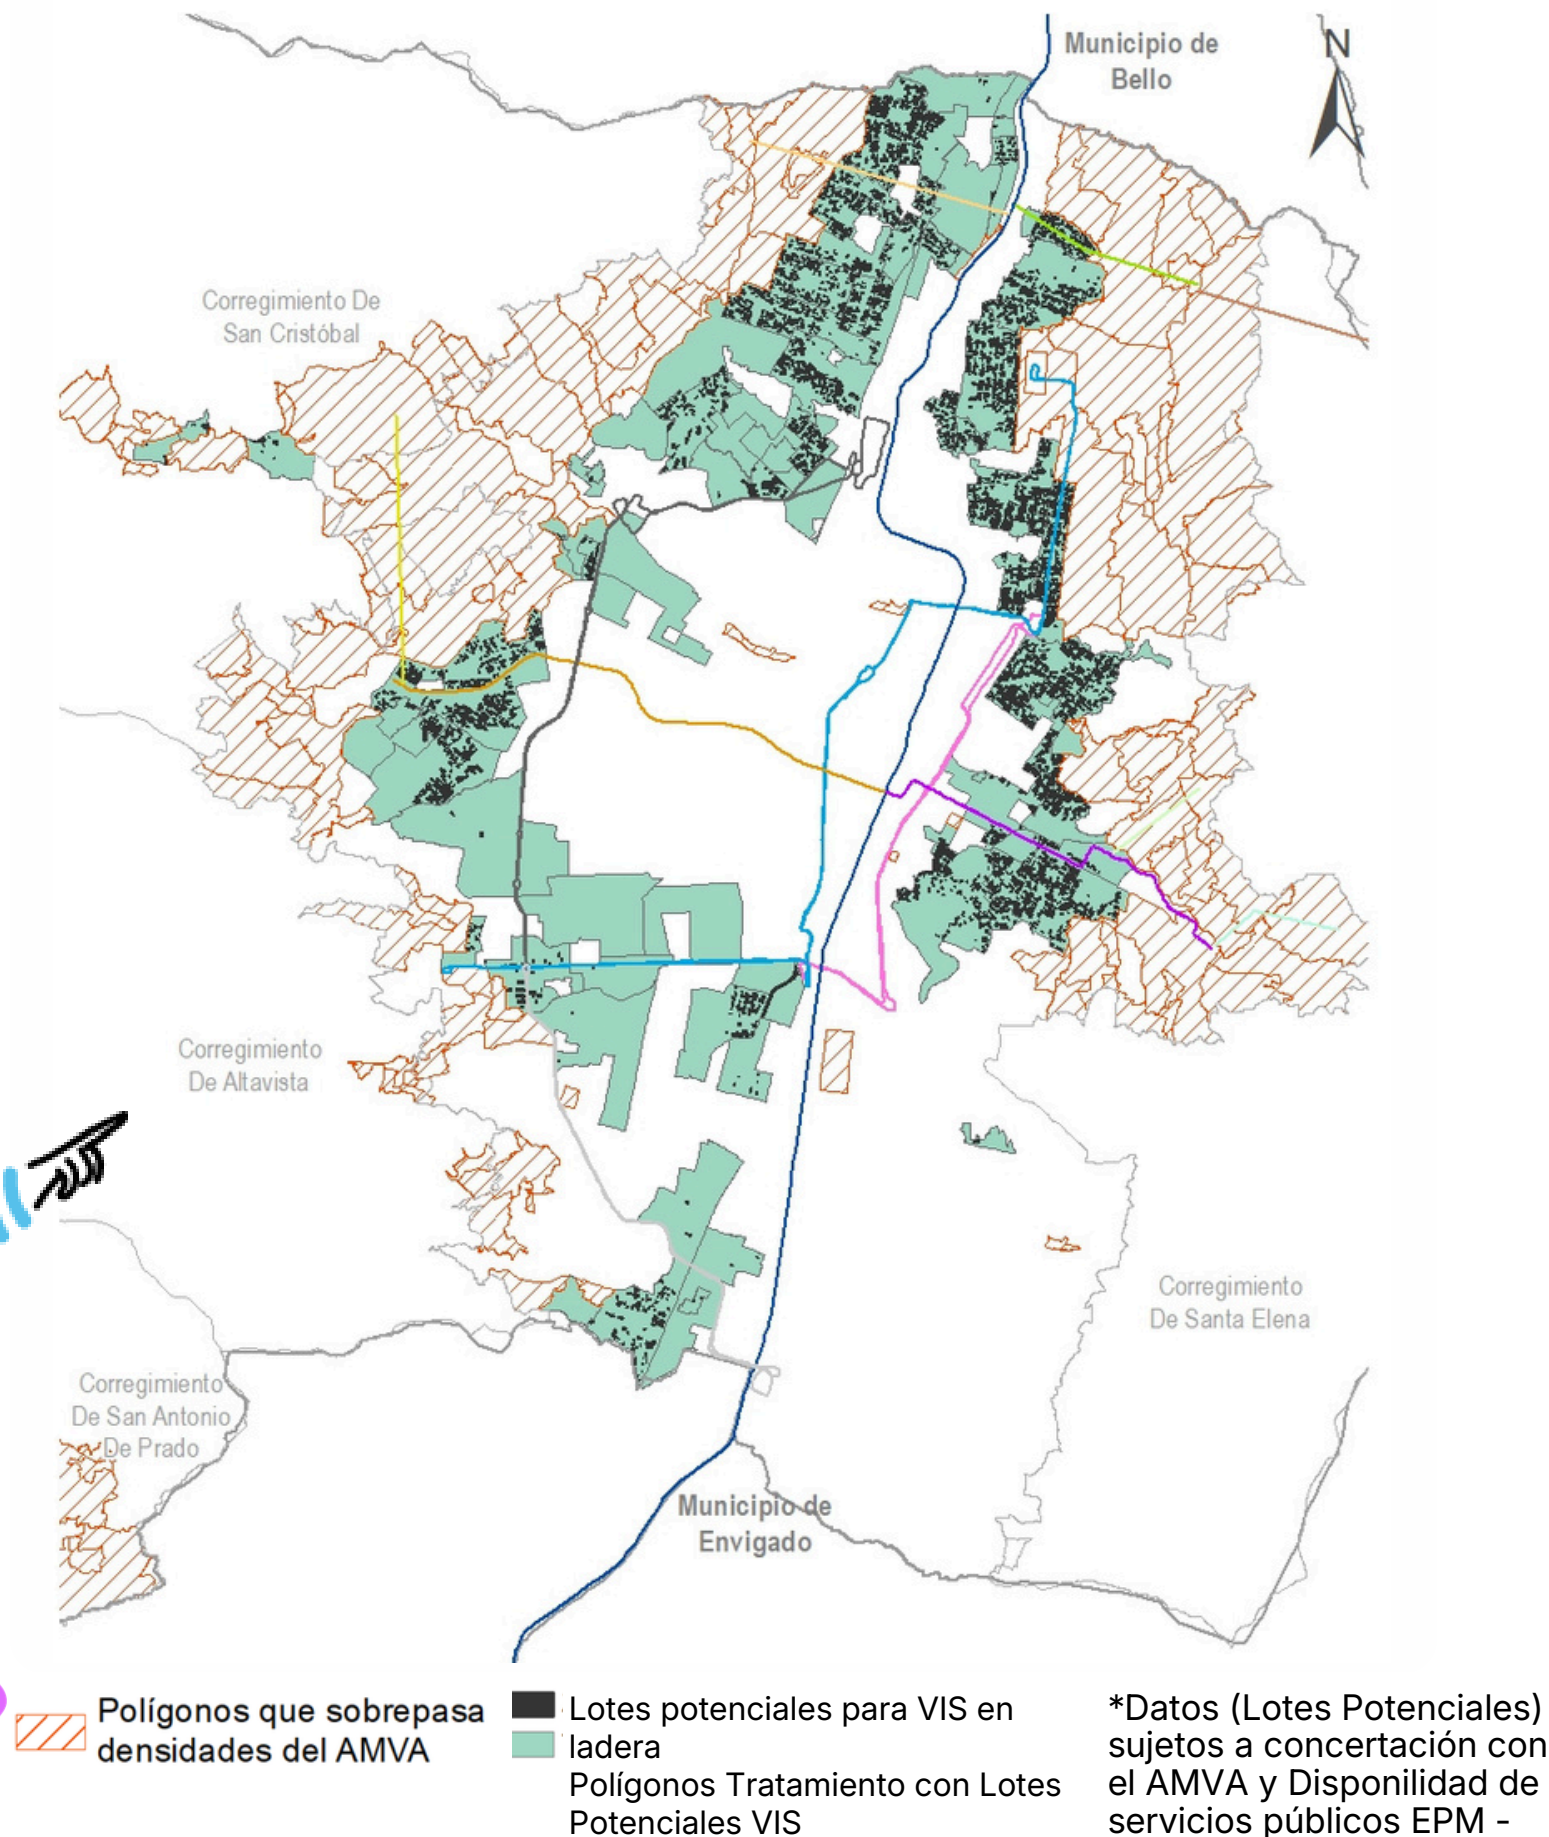 Municipio de
Bello
N
Corregimiento De
San Cristóbal
Corregimiento
De Altavista
Corregimiento
De Santa Elena
Corregimiento
De San Antonio
De Prado
Municipio de
Envigado
Polígonos que sobrepasa
densidades del AMVA
Lotes potenciales para VIS en
ladera
Polígonos Tratamiento con Lotes
Potenciales VIS
*Datos (Lotes Potenciales)
sujetos a concertación con
el AMVA y Disponilidad de
servicios públicos EPM -